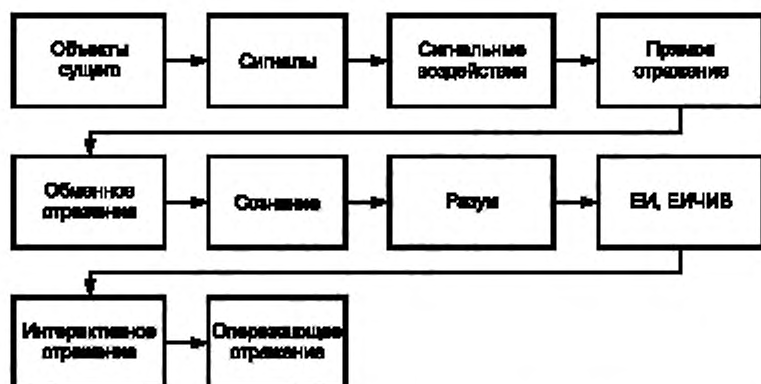 Объекты
сущего
Сигналы
Сигнальные
воздействия
Прямое
отражение
Обменное
отражение
Сознание
Разум
ЕИ, ЕИЧИВ
Интерактивное
отражение
Опережающее
отражение